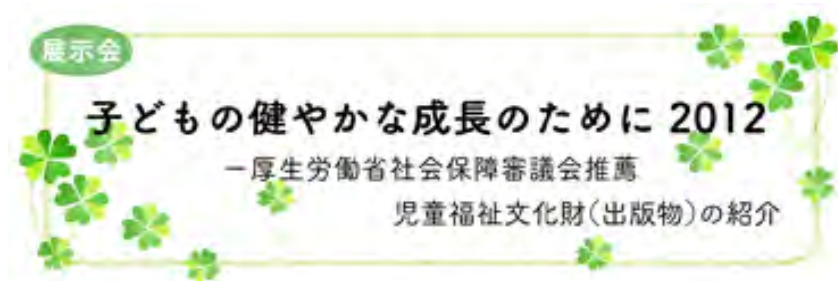 展示会
子どもの健やかな成長のために 2012
－厚生労働省社会保障審議会推薦
児童福祉文化財(出版物)の紹介